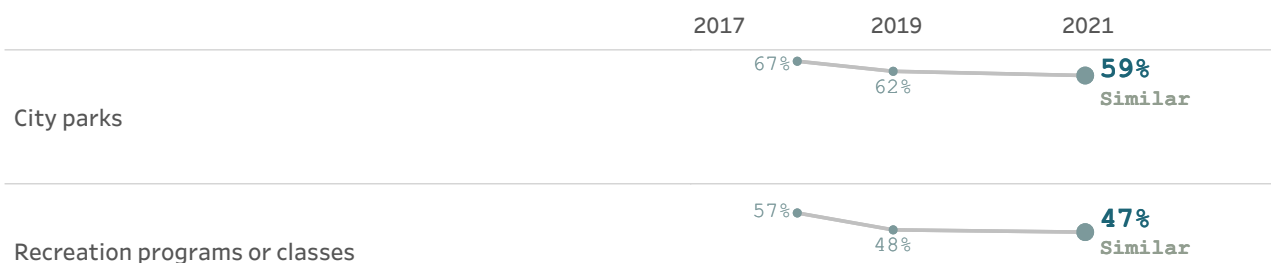 2017 2019 2021
67% 59%
62%
Similar
City parks
57% 47%
48%
Similar
Recreation programs or classes